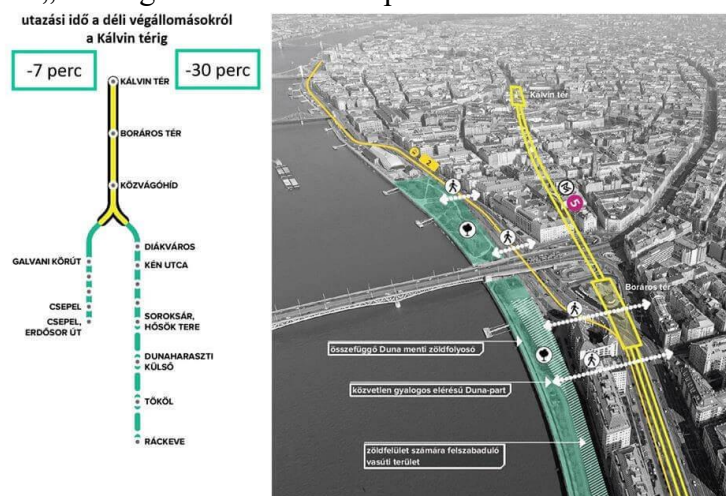 utazási idő a déli végállomásokról
a Kálvin térig
-7 perc
-30 perc
KÁLVIN TÉR
BORÁROS TÉR
KÖZVÁGÓHÍD
DIÁKVÁROS
GALVANI KÖRÚT
KÉN UTCA
CSEPEL
CSEPEL,
ERDŐSOR ÚT
SOROKSÁR,
HŐSÖK TERE
DUNAHARASZTI
KÜLSŐ
TÖKÖL
RÁCKEVE
Kálvin tér
2
5
Boráros tér
összefüggő Duna menti zöldfolyosó
közvetlen gyalogos elérésű Duna-part
zöldfelület számára felszabaduló
vasúti terület